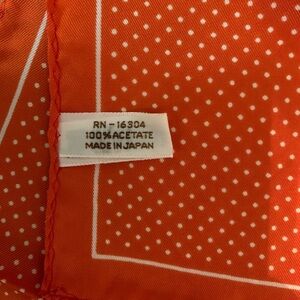 RN - 16304
100% ACETATE
MADE IN JAPAN